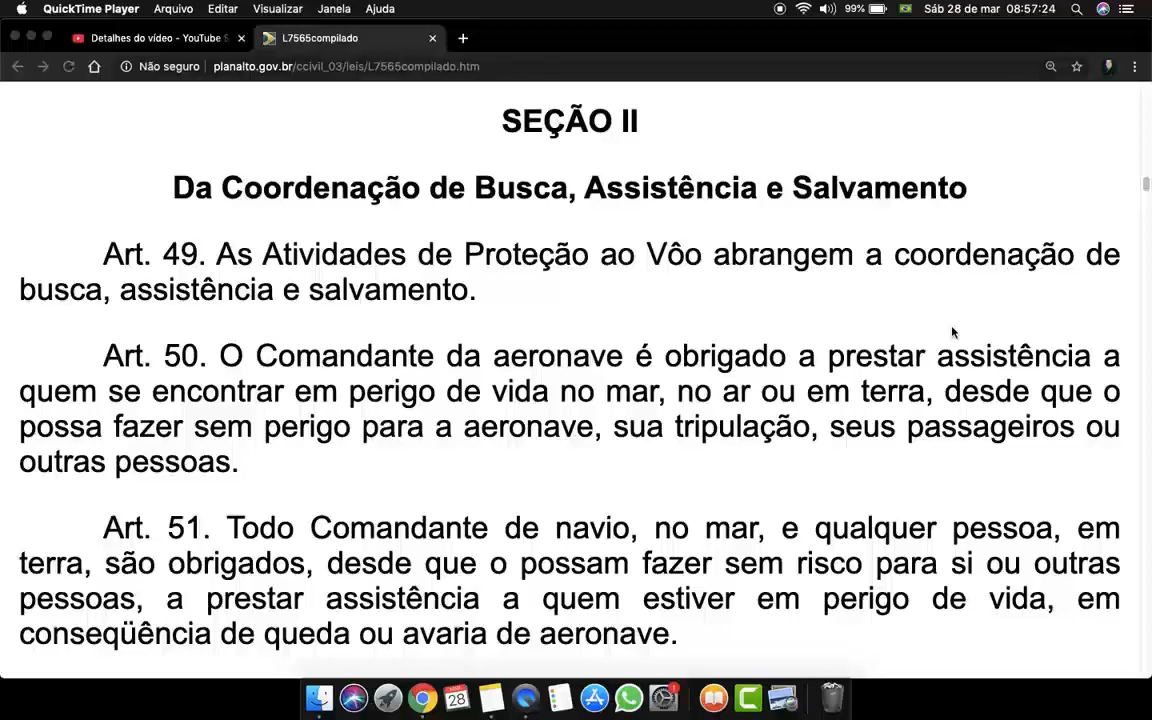 QuickTime Player Arquivo Editar Visualizar Janela Ajuda 99% Sáb 28 de mar 08:57:24
Detalhes do vídeo - YouTube S L7565compilado
Não seguro planalto.gov.br/ccivil_03/leis/L7565compilado.htm
SEÇÃO II
Da Coordenação de Busca, Assistência e Salvamento
Art. 49. As Atividades de Proteção ao Vôo abrangem a coordenação de
busca, assistência e salvamento.
Art. 50. O Comandante da aeronave é obrigado a prestar assistência a
quem se encontrar em perigo de vida no mar, no ar ou em terra, desde que o
possa fazer sem perigo para a aeronave, sua tripulação, seus passageiros ou
outras pessoas.
Art. 51. Todo Comandante de navio, no mar, e qualquer pessoa, em
terra, são obrigados, desde que o possam fazer sem risco para si ou outras
pessoas, a prestar assistência a quem estiver em perigo de vida, em
conseqüência de queda ou avaria de aeronave.
28
1